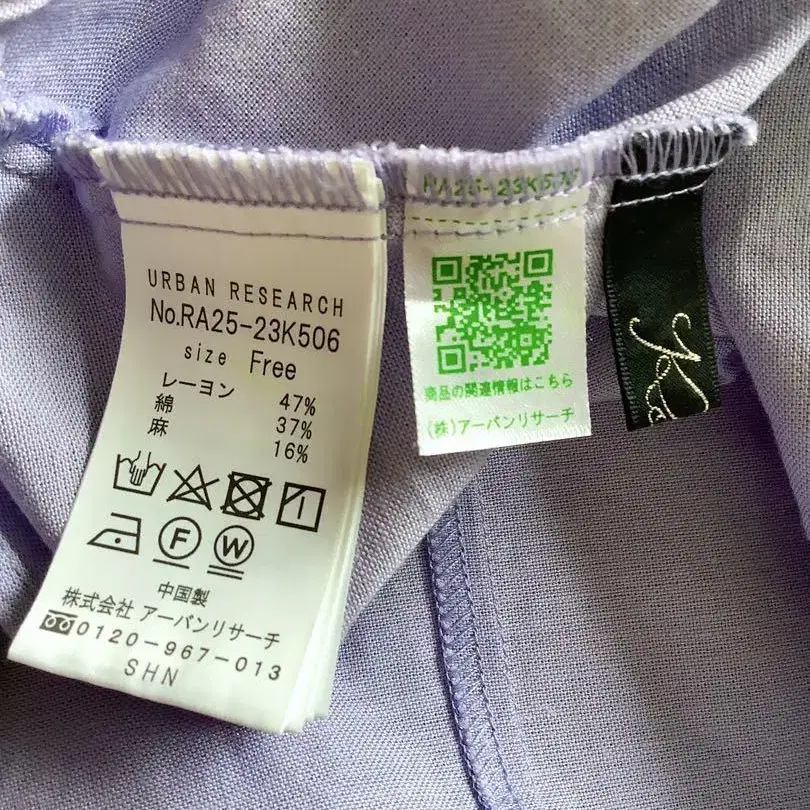 URBAN RESEARCH
No.RA25-23K506
size Free
レーヨン 47%
綿 37%
麻 16%
F W
中国製
株式会社 アーバンリサーチ
0120-967-013
SHN
商品の関連情報はこちら
(株)アーバンリサーチ